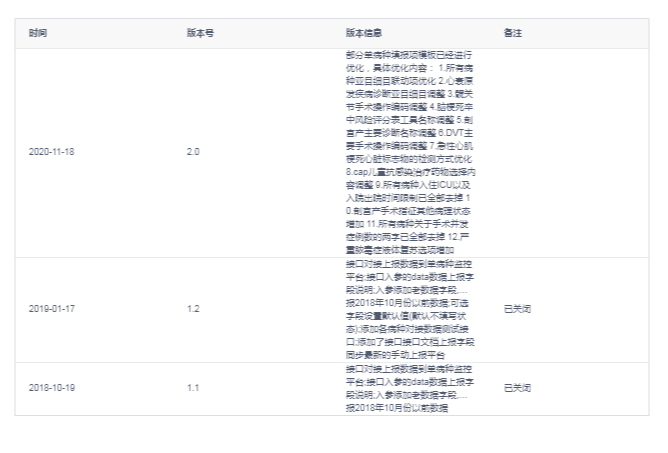 时间 版本号 版本信息 备注
部分单病种填报项模板已经进行
优化，具体优化内容： 1.所有病
种亚目细目联动项优化 2.心衰原
发疾病诊断亚目细目调整 3.髋关
节手术操作编码调整 4.脑梗死卒
中风险评分表工具名称调整 5.剖
宫产主要诊断名称调整 6.DVT主
要手术操作编码调整 7.急性心肌
梗死心脏标志物的检测方式优化
8.cap儿童抗感染治疗药物选择内
容调整 9.所有病种入住ICU以及
入院出院时间限制已全部去掉 1
0.剖宫产手术指征其他病理状态
增加 11.所有病种关于手术并发
症例数的两字已全部去掉 12.严
重脓毒症液体复苏选项增加
2020-11-18 2.0
接口对接上报数据到单病种监控
平台;接口入参的data数据上报字
段说明;入参添加老数据字段,...
报2018年10月份以前数据;可选
字段设置默认值(默认不填写状
态);添加各病种对接数据测试接
口;添加了接口接口文档上报字段
同步最新的手动上报平台
2019-01-17 1.2 已关闭
接口对接上报数据到单病种监控
平台;接口入参的data数据上报字
段说明;入参添加老数据字段,...
报2018年10月份以前数据
2018-10-19 1.1 已关闭